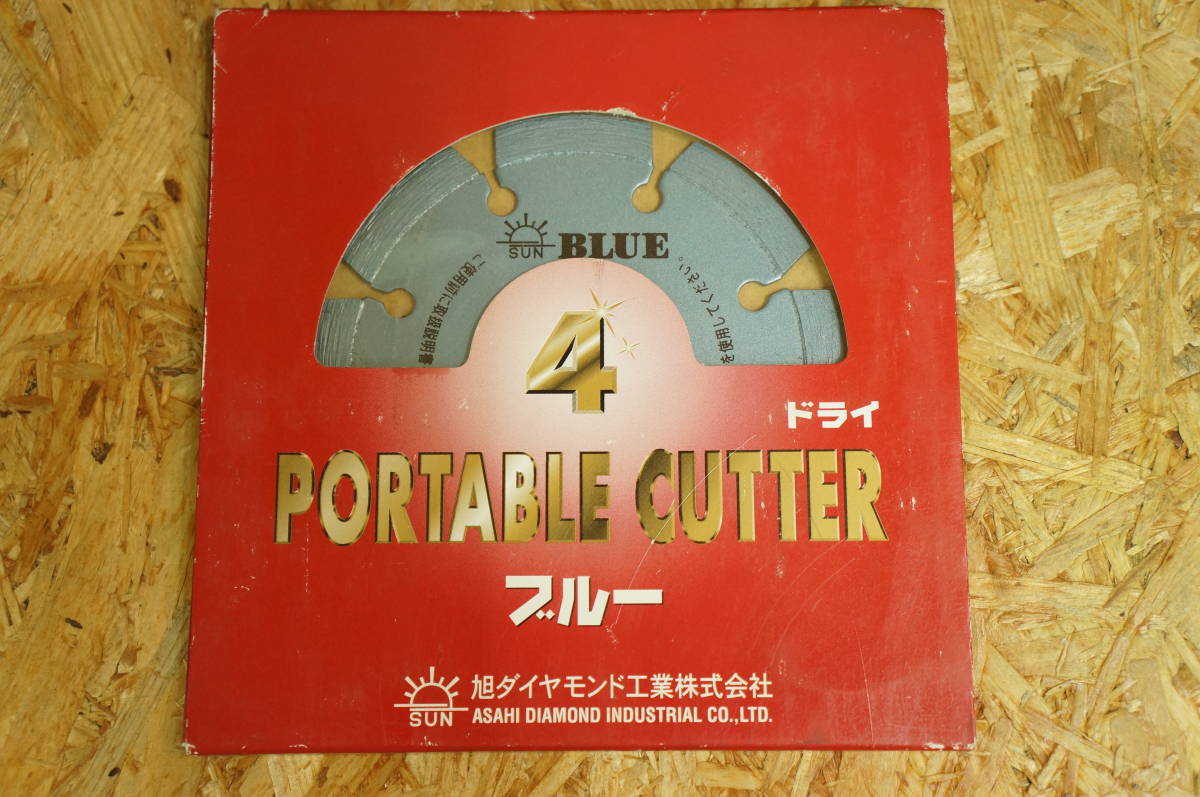 SUN BLUE
ご使用前に取扱説明書
を使用してください。
4
ドライ
PORTABLE CUTTER
ブルー
SUN 旭ダイヤモンド工業株式会社
ASAHI DIAMOND INDUSTRIAL CO.,LTD.